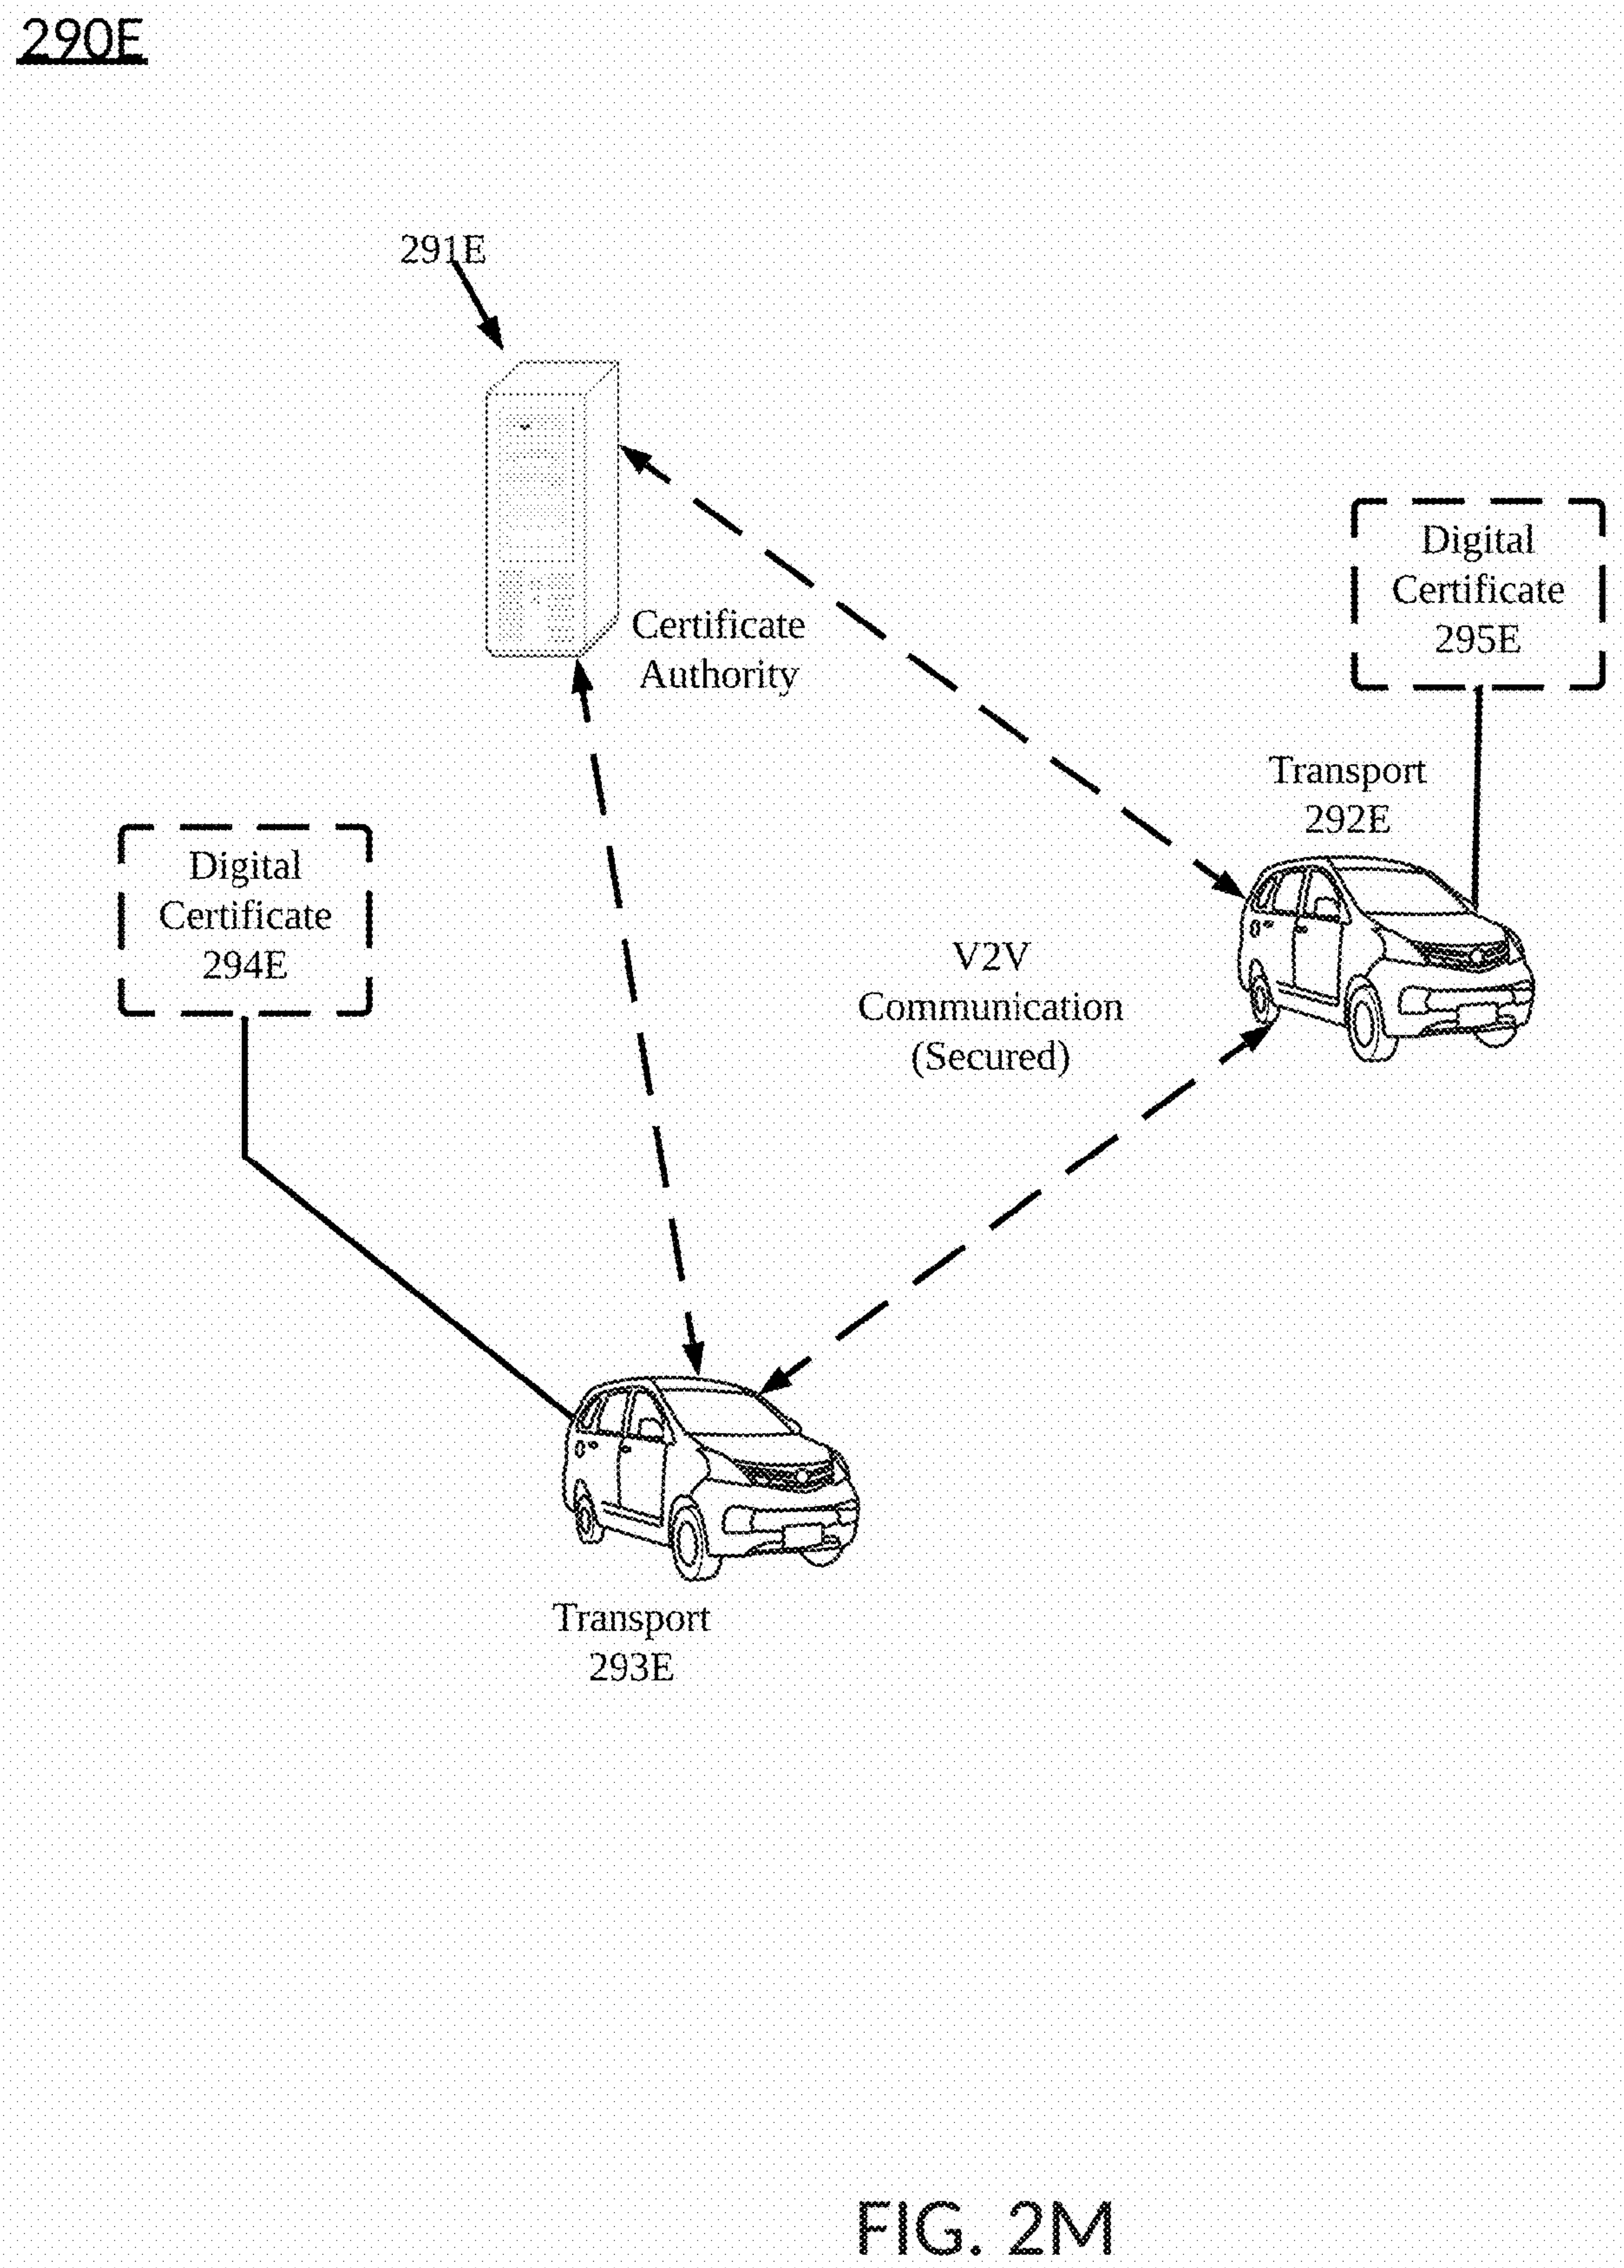 290E
291E
Certificate
Authority
Digital
Certificate
295E
Transport
292E
Digital
Certificate
294E
V2V
Communication
(Secured)
Transport
293E
FIG. 2M